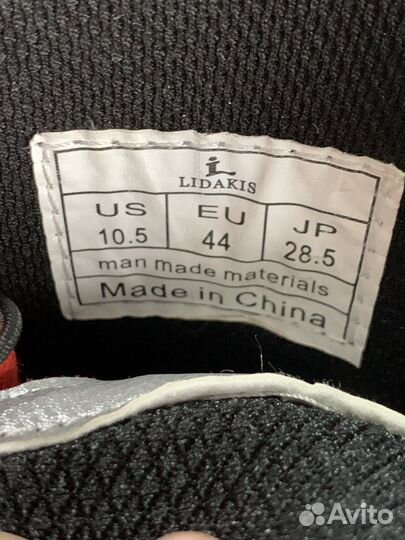 LIDAKIS
US EU JP
10.5 44 28.5
man made materials
Made in China
Avito